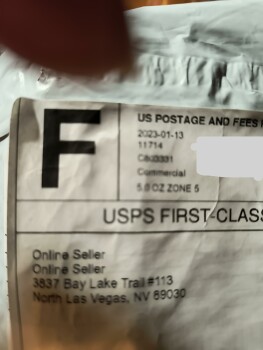 F
US POSTAGE AND FEES
2023-01-13
11714
Commercial
5.0 OZ ZONE 5
USPS FIRST-CLASS
Online Seller
Online Seller
3837 Bay Lake Trail #113
North Las Vegas, NV 89030